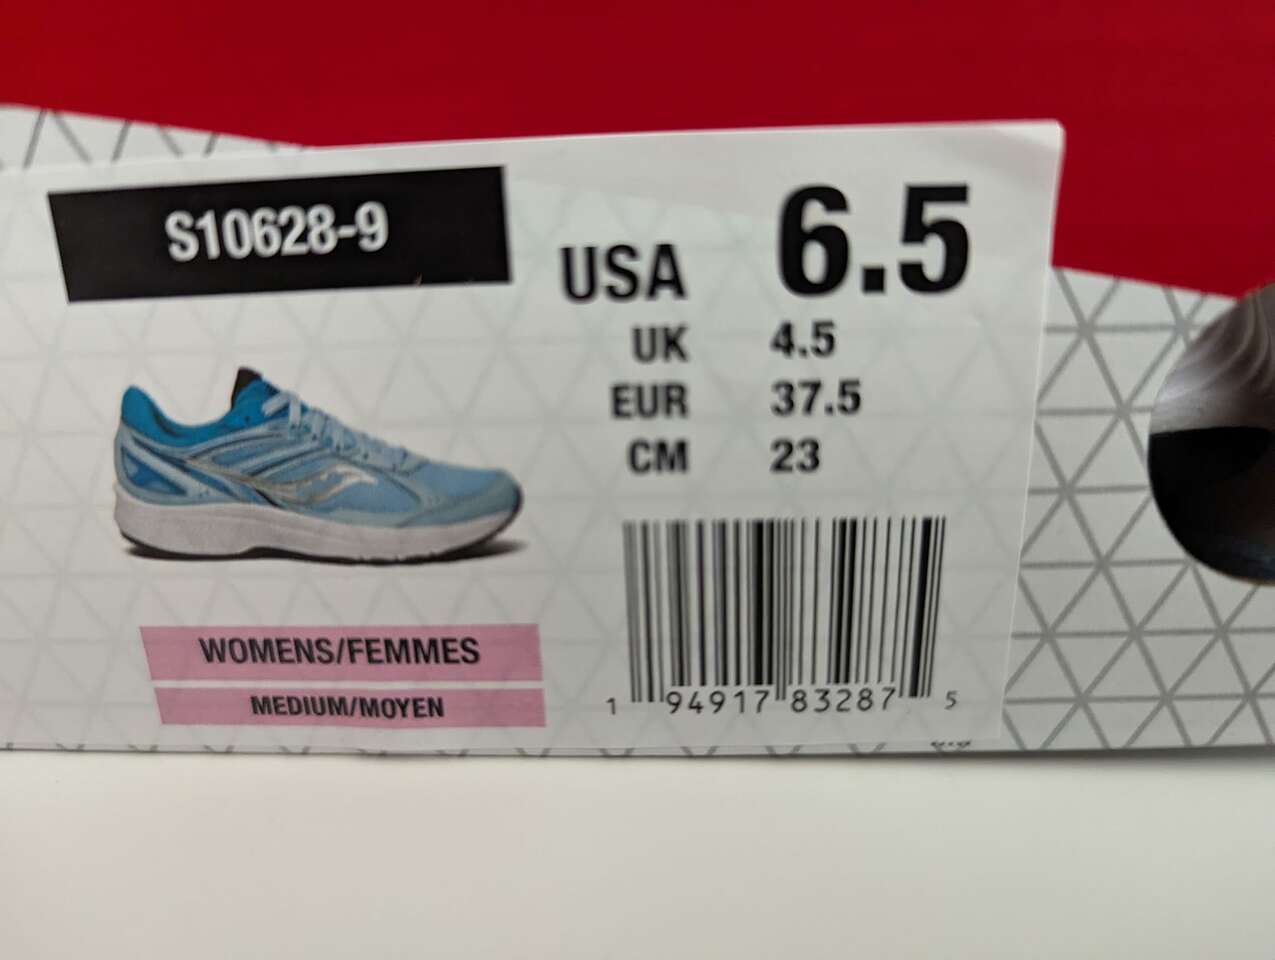 S10628-9
USA 6.5
UK 4.5
EUR 37.5
CM 23
WOMENS/FEMMES
MEDIUM/MOYEN
1 94917 83287 5